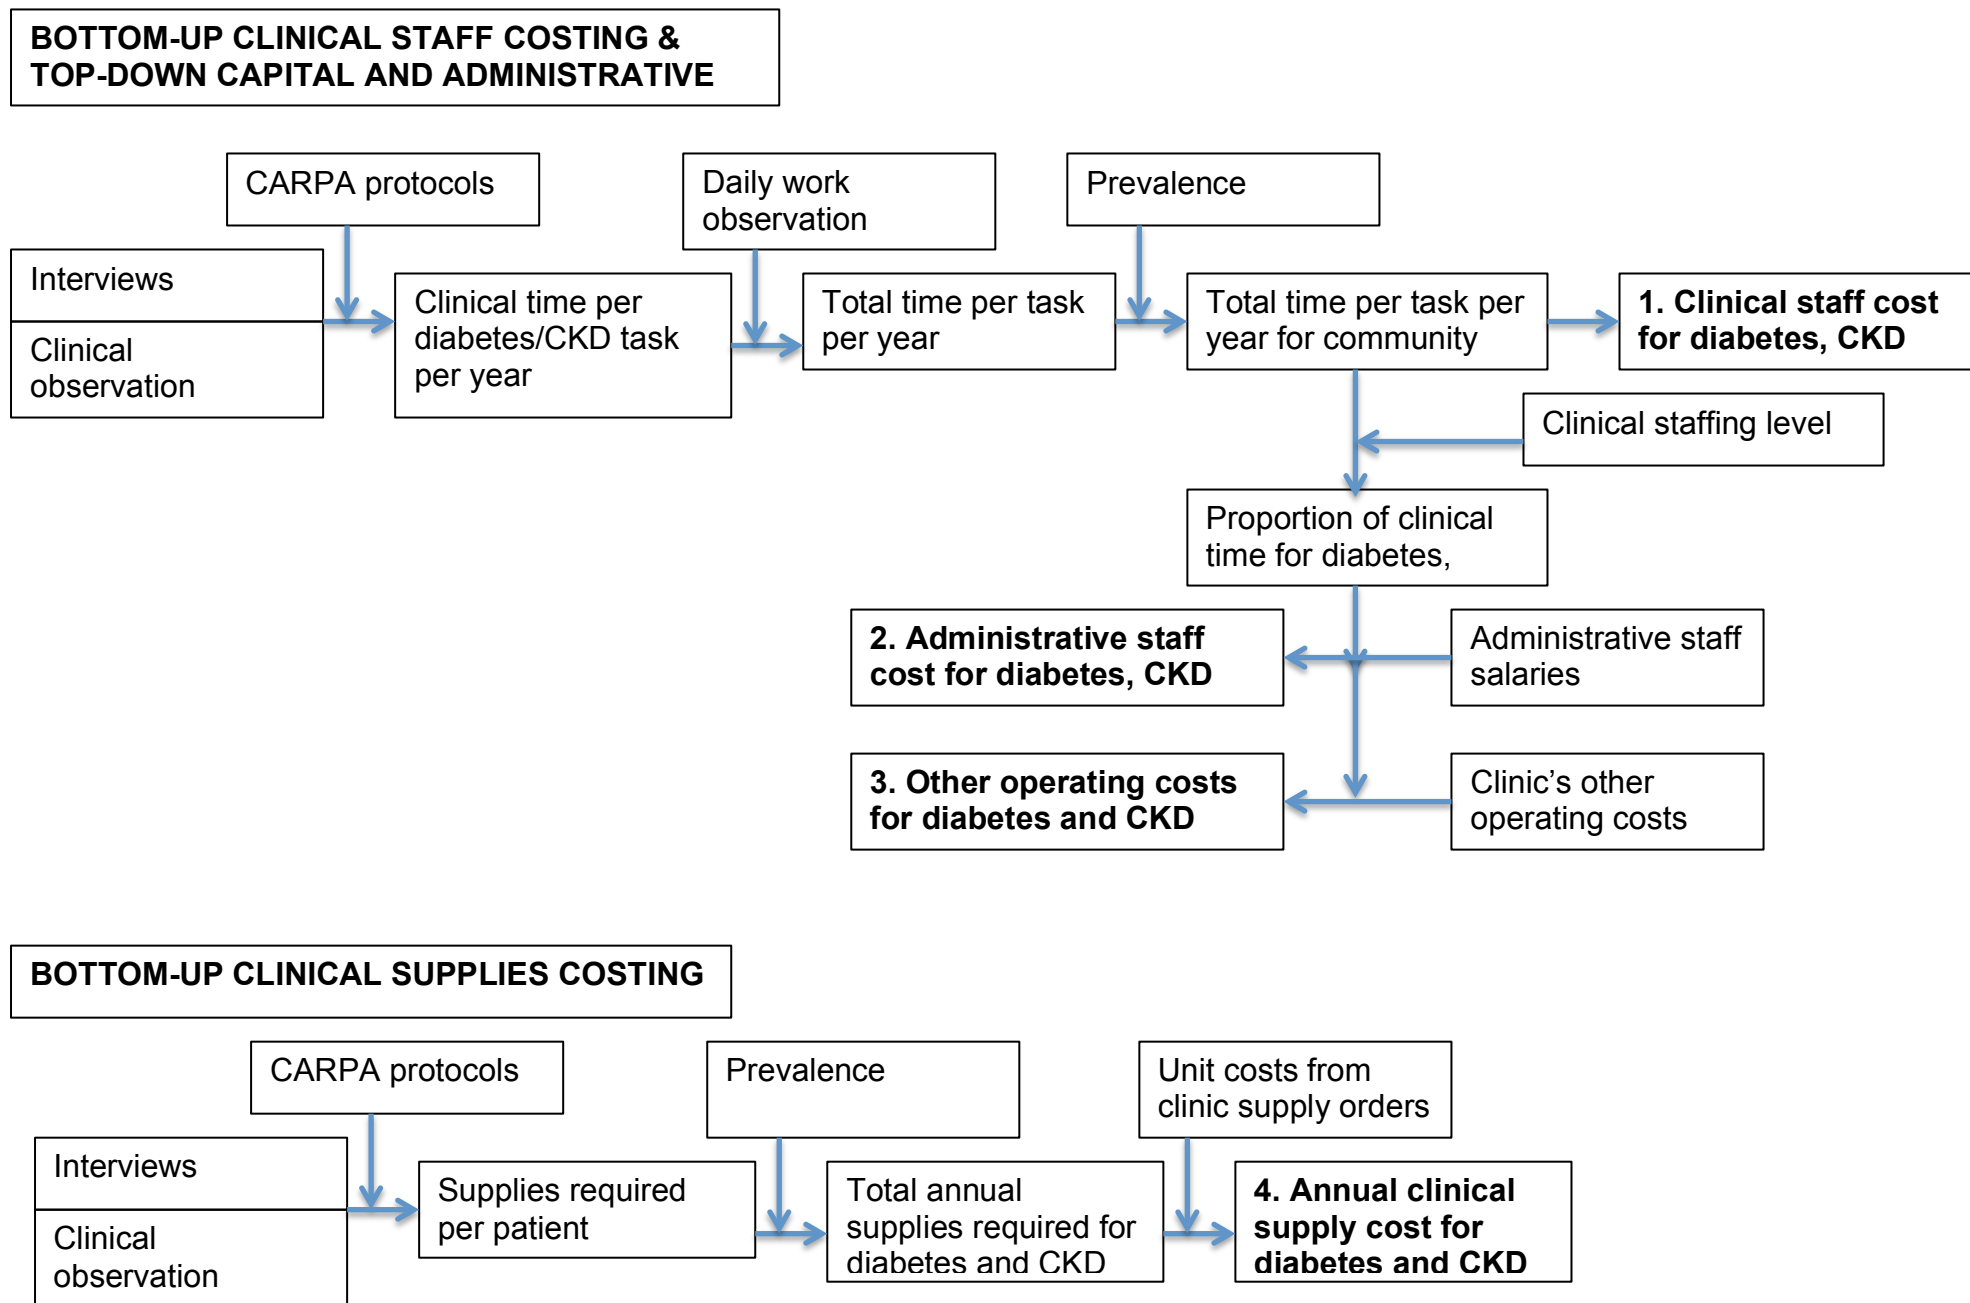 BOTTOM-UP CLINICAL STAFF COSTING &
TOP-DOWN CAPITAL AND ADMINISTRATIVE
CARPA protocols
Daily work
observation
Prevalence
Interviews
Clinical
observation
Clinical time per
diabetes/CKD task
per year
Total time per task
per year
Total time per task per
year for community
1. Clinical staff cost
for diabetes, CKD
Clinical staffing level
Proportion of clinical
time for diabetes,
2. Administrative staff
cost for diabetes, CKD
Administrative staff
salaries
3. Other operating costs
for diabetes and CKD
Clinic’s other
operating costs
BOTTOM-UP CLINICAL SUPPLIES COSTING
CARPA protocols
Prevalence
Unit costs from
clinic supply orders
Interviews
Clinical
observation
Supplies required
per patient
Total annual
supplies required for
diabetes and CKD
4. Annual clinical
supply cost for
diabetes and CKD